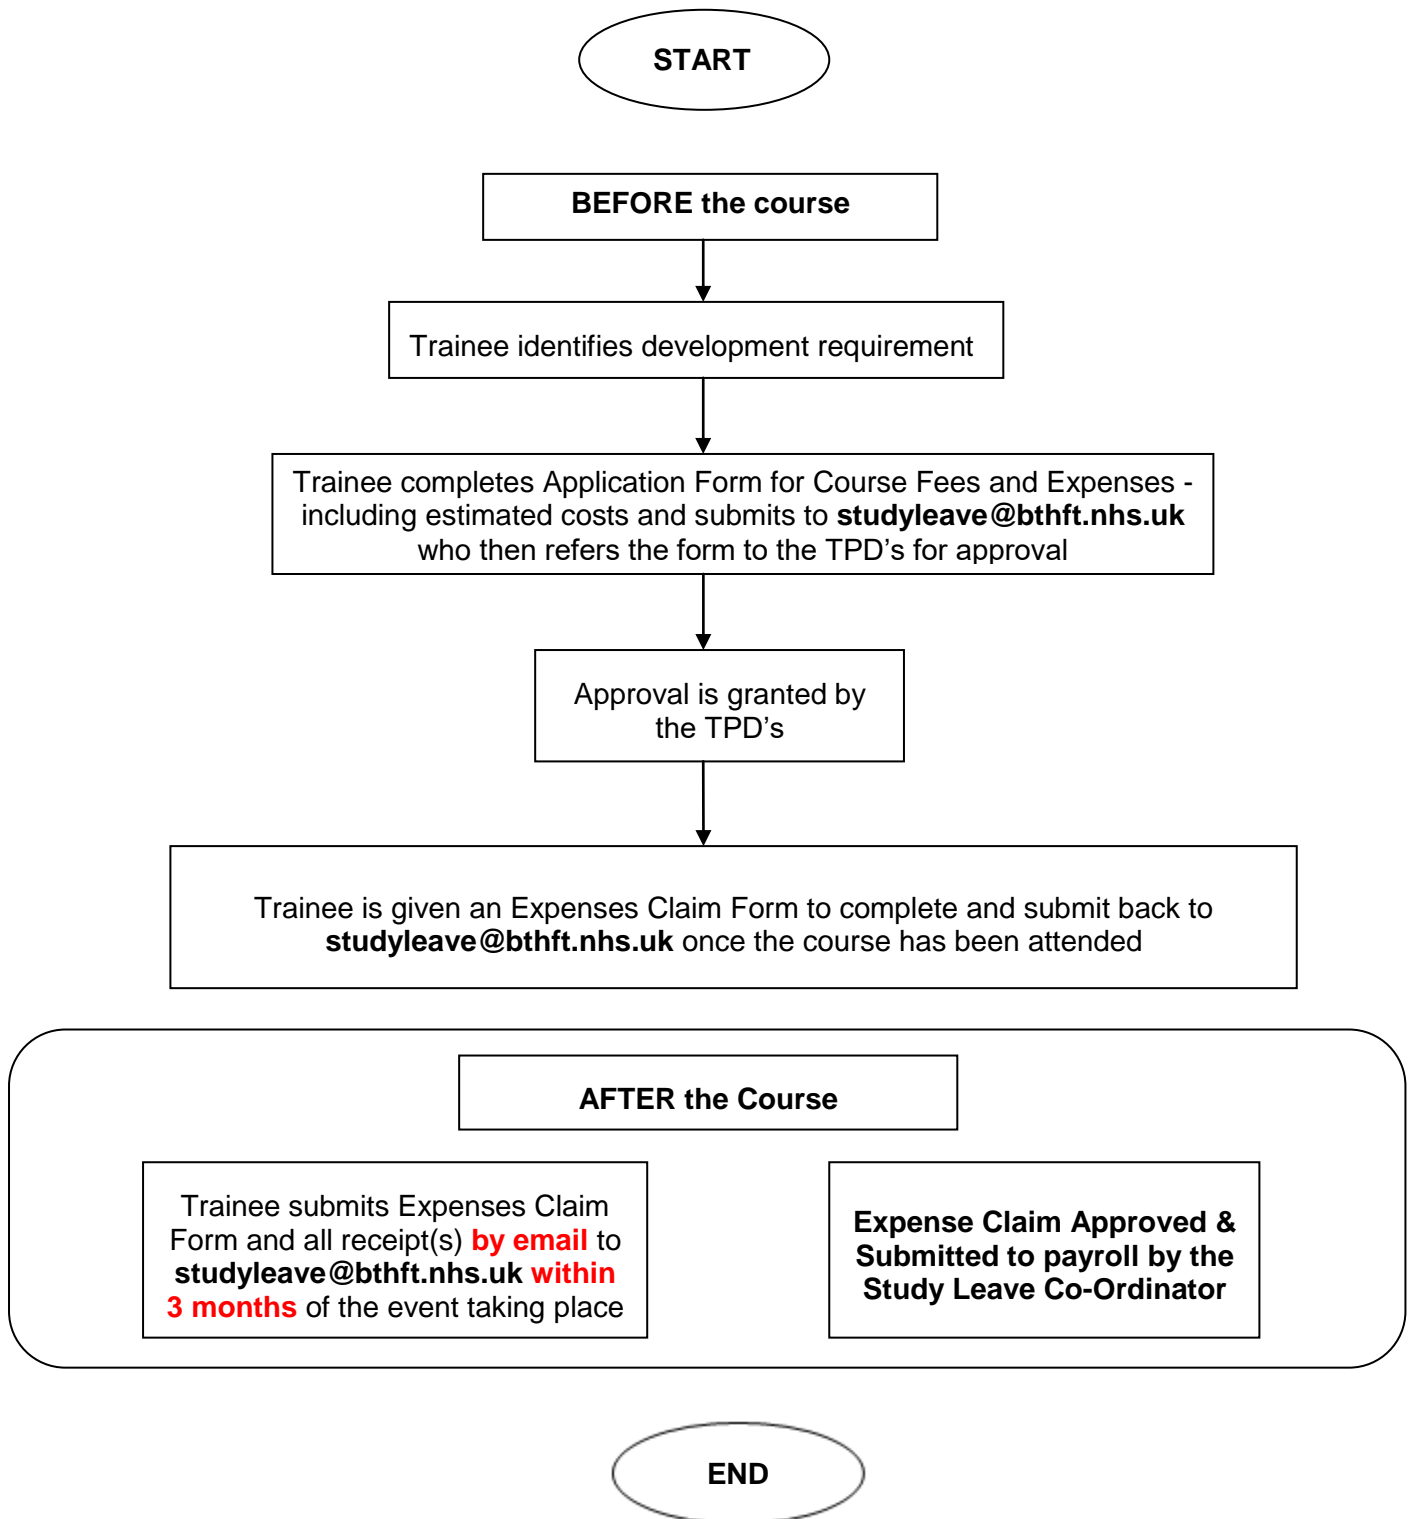 START
BEFORE the course
Trainee identifies development requirement
Trainee completes Application Form for Course Fees and Expenses -
including estimated costs and submits to studyleave@bthft.nhs.uk
who then refers the form to the TPD’s for approval
Approval is granted by
the TPD’s
Trainee is given an Expenses Claim Form to complete and submit back to
studyleave@bthft.nhs.uk once the course has been attended
AFTER the Course
Trainee submits Expenses Claim
Form and all receipt(s) by email to
studyleave@bthft.nhs.uk within
3 months of the event taking place
Expense Claim Approved &
Submitted to payroll by the
Study Leave Co-Ordinator
END